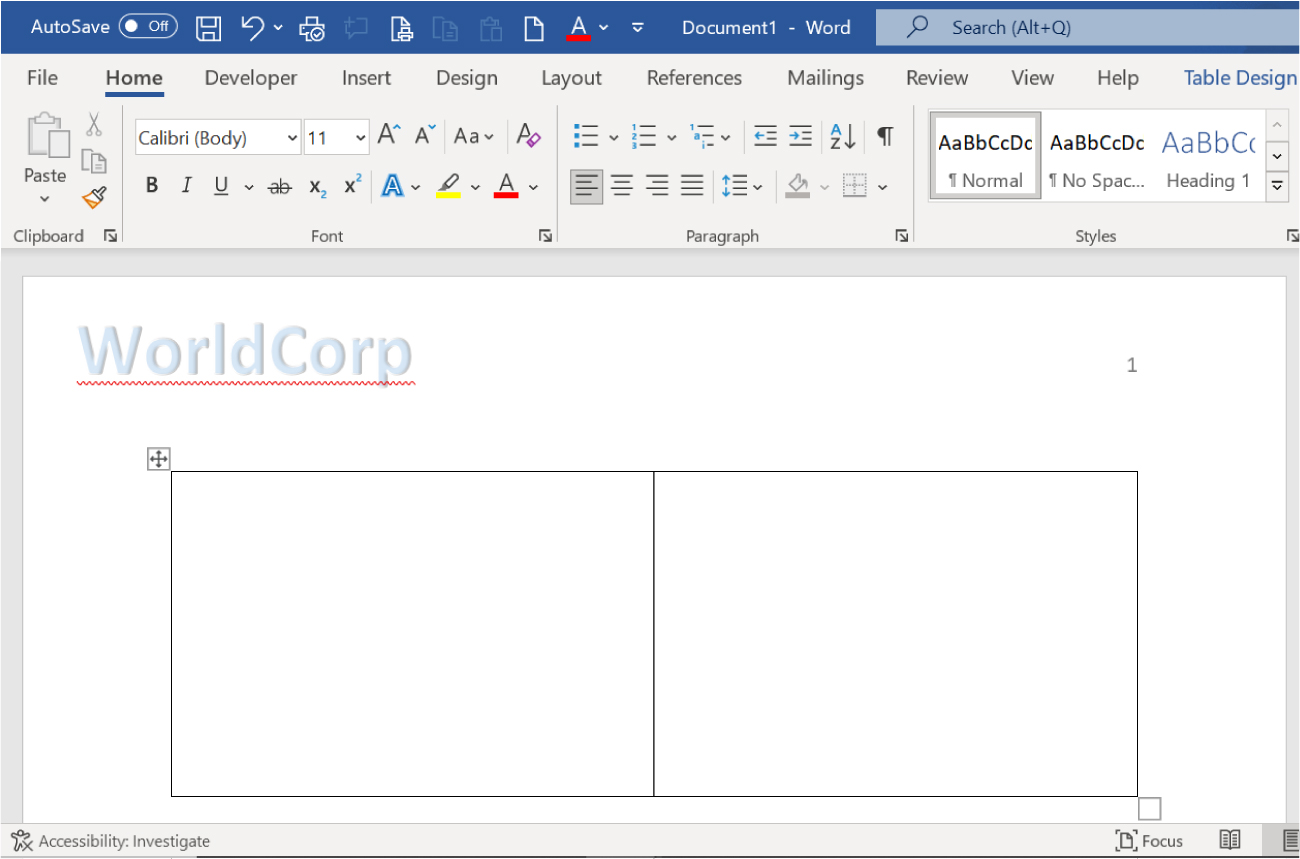 AutoSave Off Document1 - Word Search (Alt+Q)
File Home Developer Insert Design Layout References Mailings Review View Help Table Design
Calibri (Body) 11 Aa AaBbCcDc AaBbCcDc AaBbCc
Paste B I U ab x2 x2 A A ¶ Normal ¶ No Spac... Heading 1
Clipboard Font Paragraph Styles
WorldCorp
1
Accessibility: Investigate Focus